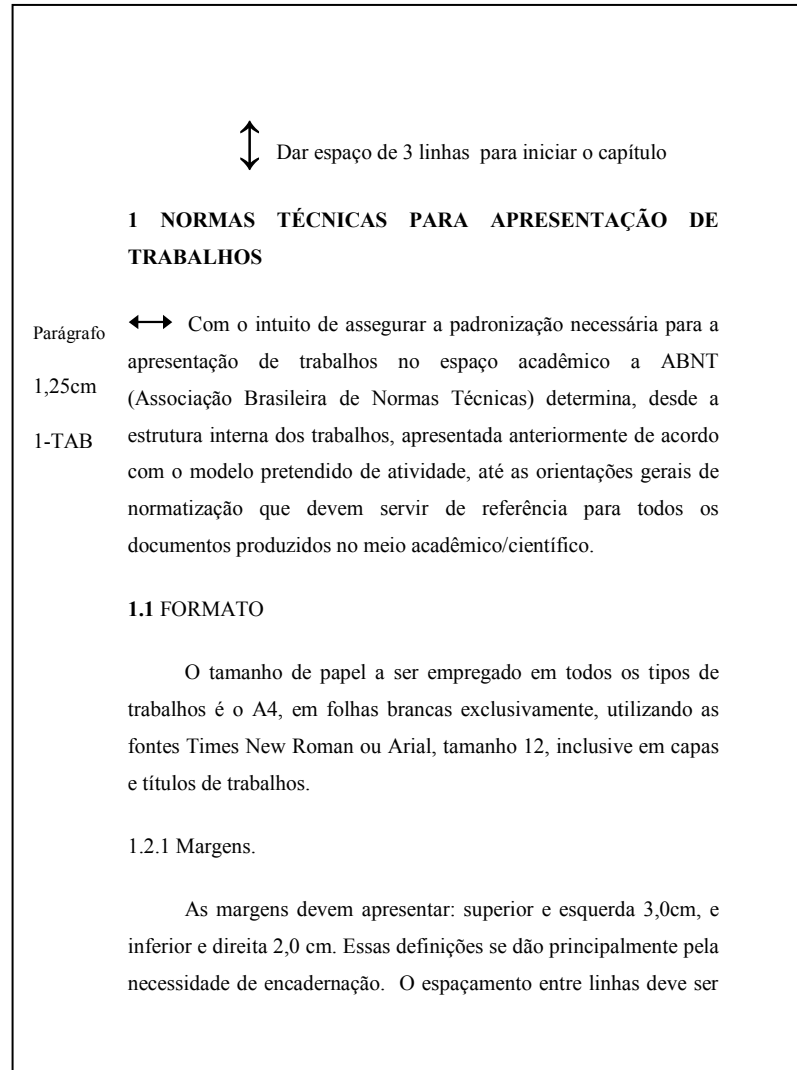 Dar espaço de 3 linhas para iniciar o capítulo
1 NORMAS TÉCNICAS PARA APRESENTAÇÃO DE
TRABALHOS
Parágrafo
1,25cm
1-TAB
Com o intuito de assegurar a padronização necessária para a
apresentação de trabalhos no espaço acadêmico a ABNT
(Associação Brasileira de Normas Técnicas) determina, desde a
estrutura interna dos trabalhos, apresentada anteriormente de acordo
com o modelo pretendido de atividade, até as orientações gerais de
normatização que devem servir de referência para todos os
documentos produzidos no meio acadêmico/científico.
1.1 FORMATO
O tamanho de papel a ser empregado em todos os tipos de
trabalhos é o A4, em folhas brancas exclusivamente, utilizando as
fontes Times New Roman ou Arial, tamanho 12, inclusive em capas
e títulos de trabalhos.
1.2.1 Margens.
As margens devem apresentar: superior e esquerda 3,0cm, e
inferior e direita 2,0 cm. Essas definições se dão principalmente pela
necessidade de encadernação. O espaçamento entre linhas deve ser